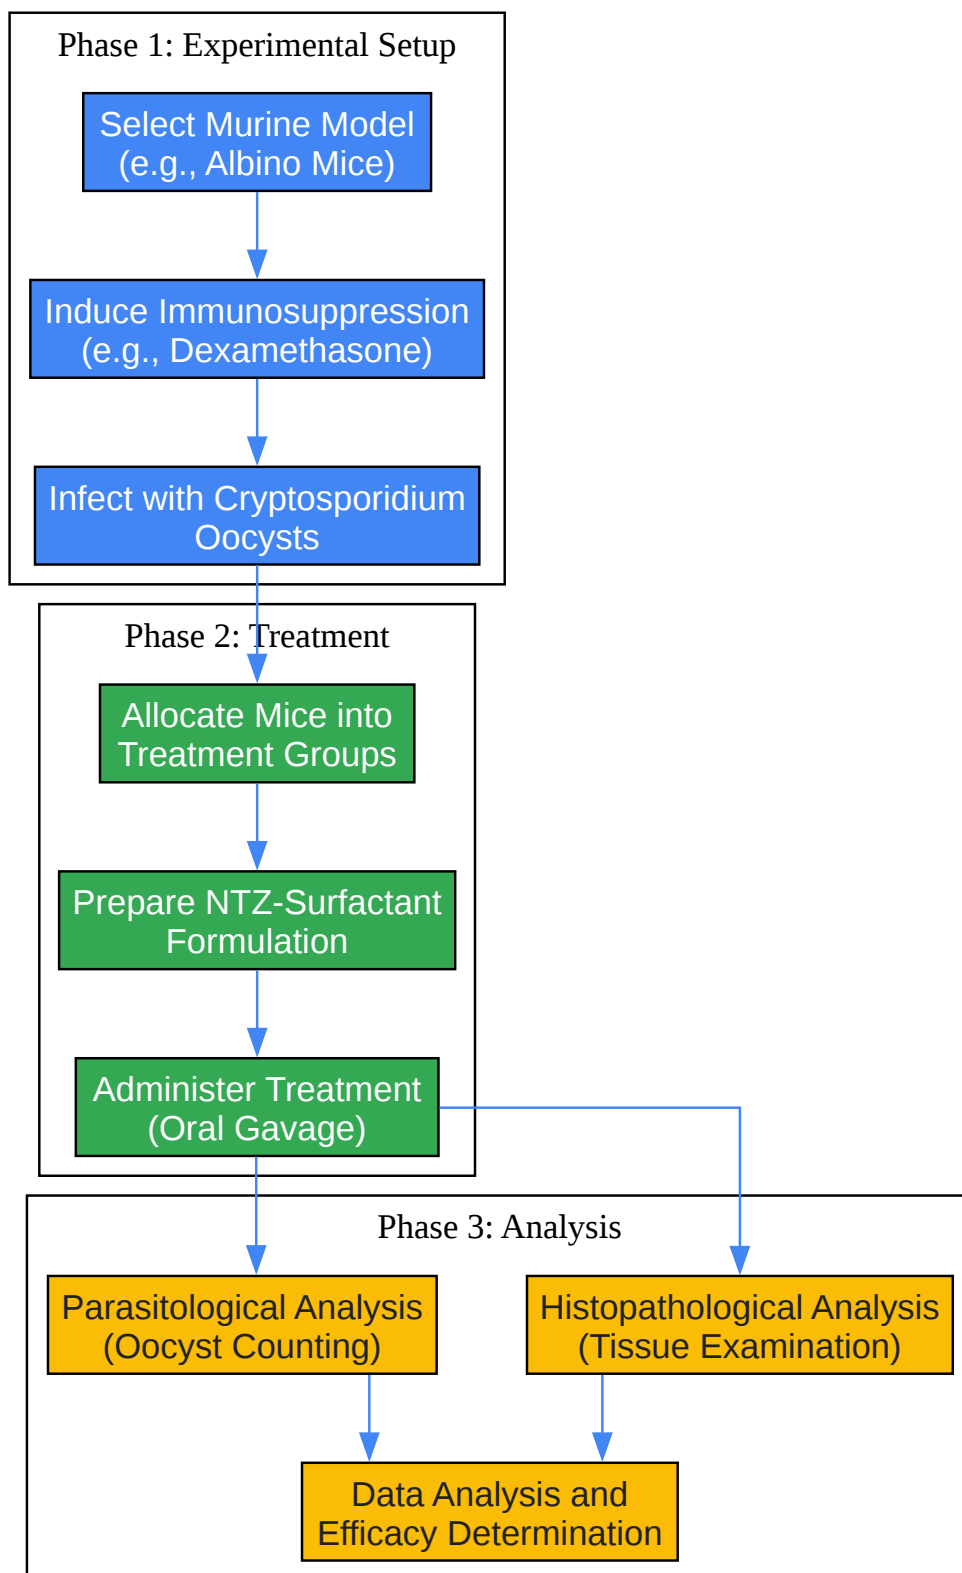 Phase 1: Experimental Setup
Select Murine Model
(e.g., Albino Mice)
Induce Immunosuppression
(e.g., Dexamethasone)
Infect with Cryptosporidium
Oocysts
Phase 2: Treatment
Allocate Mice into
Treatment Groups
Prepare NTZ-Surfactant
Formulation
Administer Treatment
(Oral Gavage)
Phase 3: Analysis
Parasitological Analysis
(Oocyst Counting)
Histopathological Analysis
(Tissue Examination)
Data Analysis and
Efficacy Determination